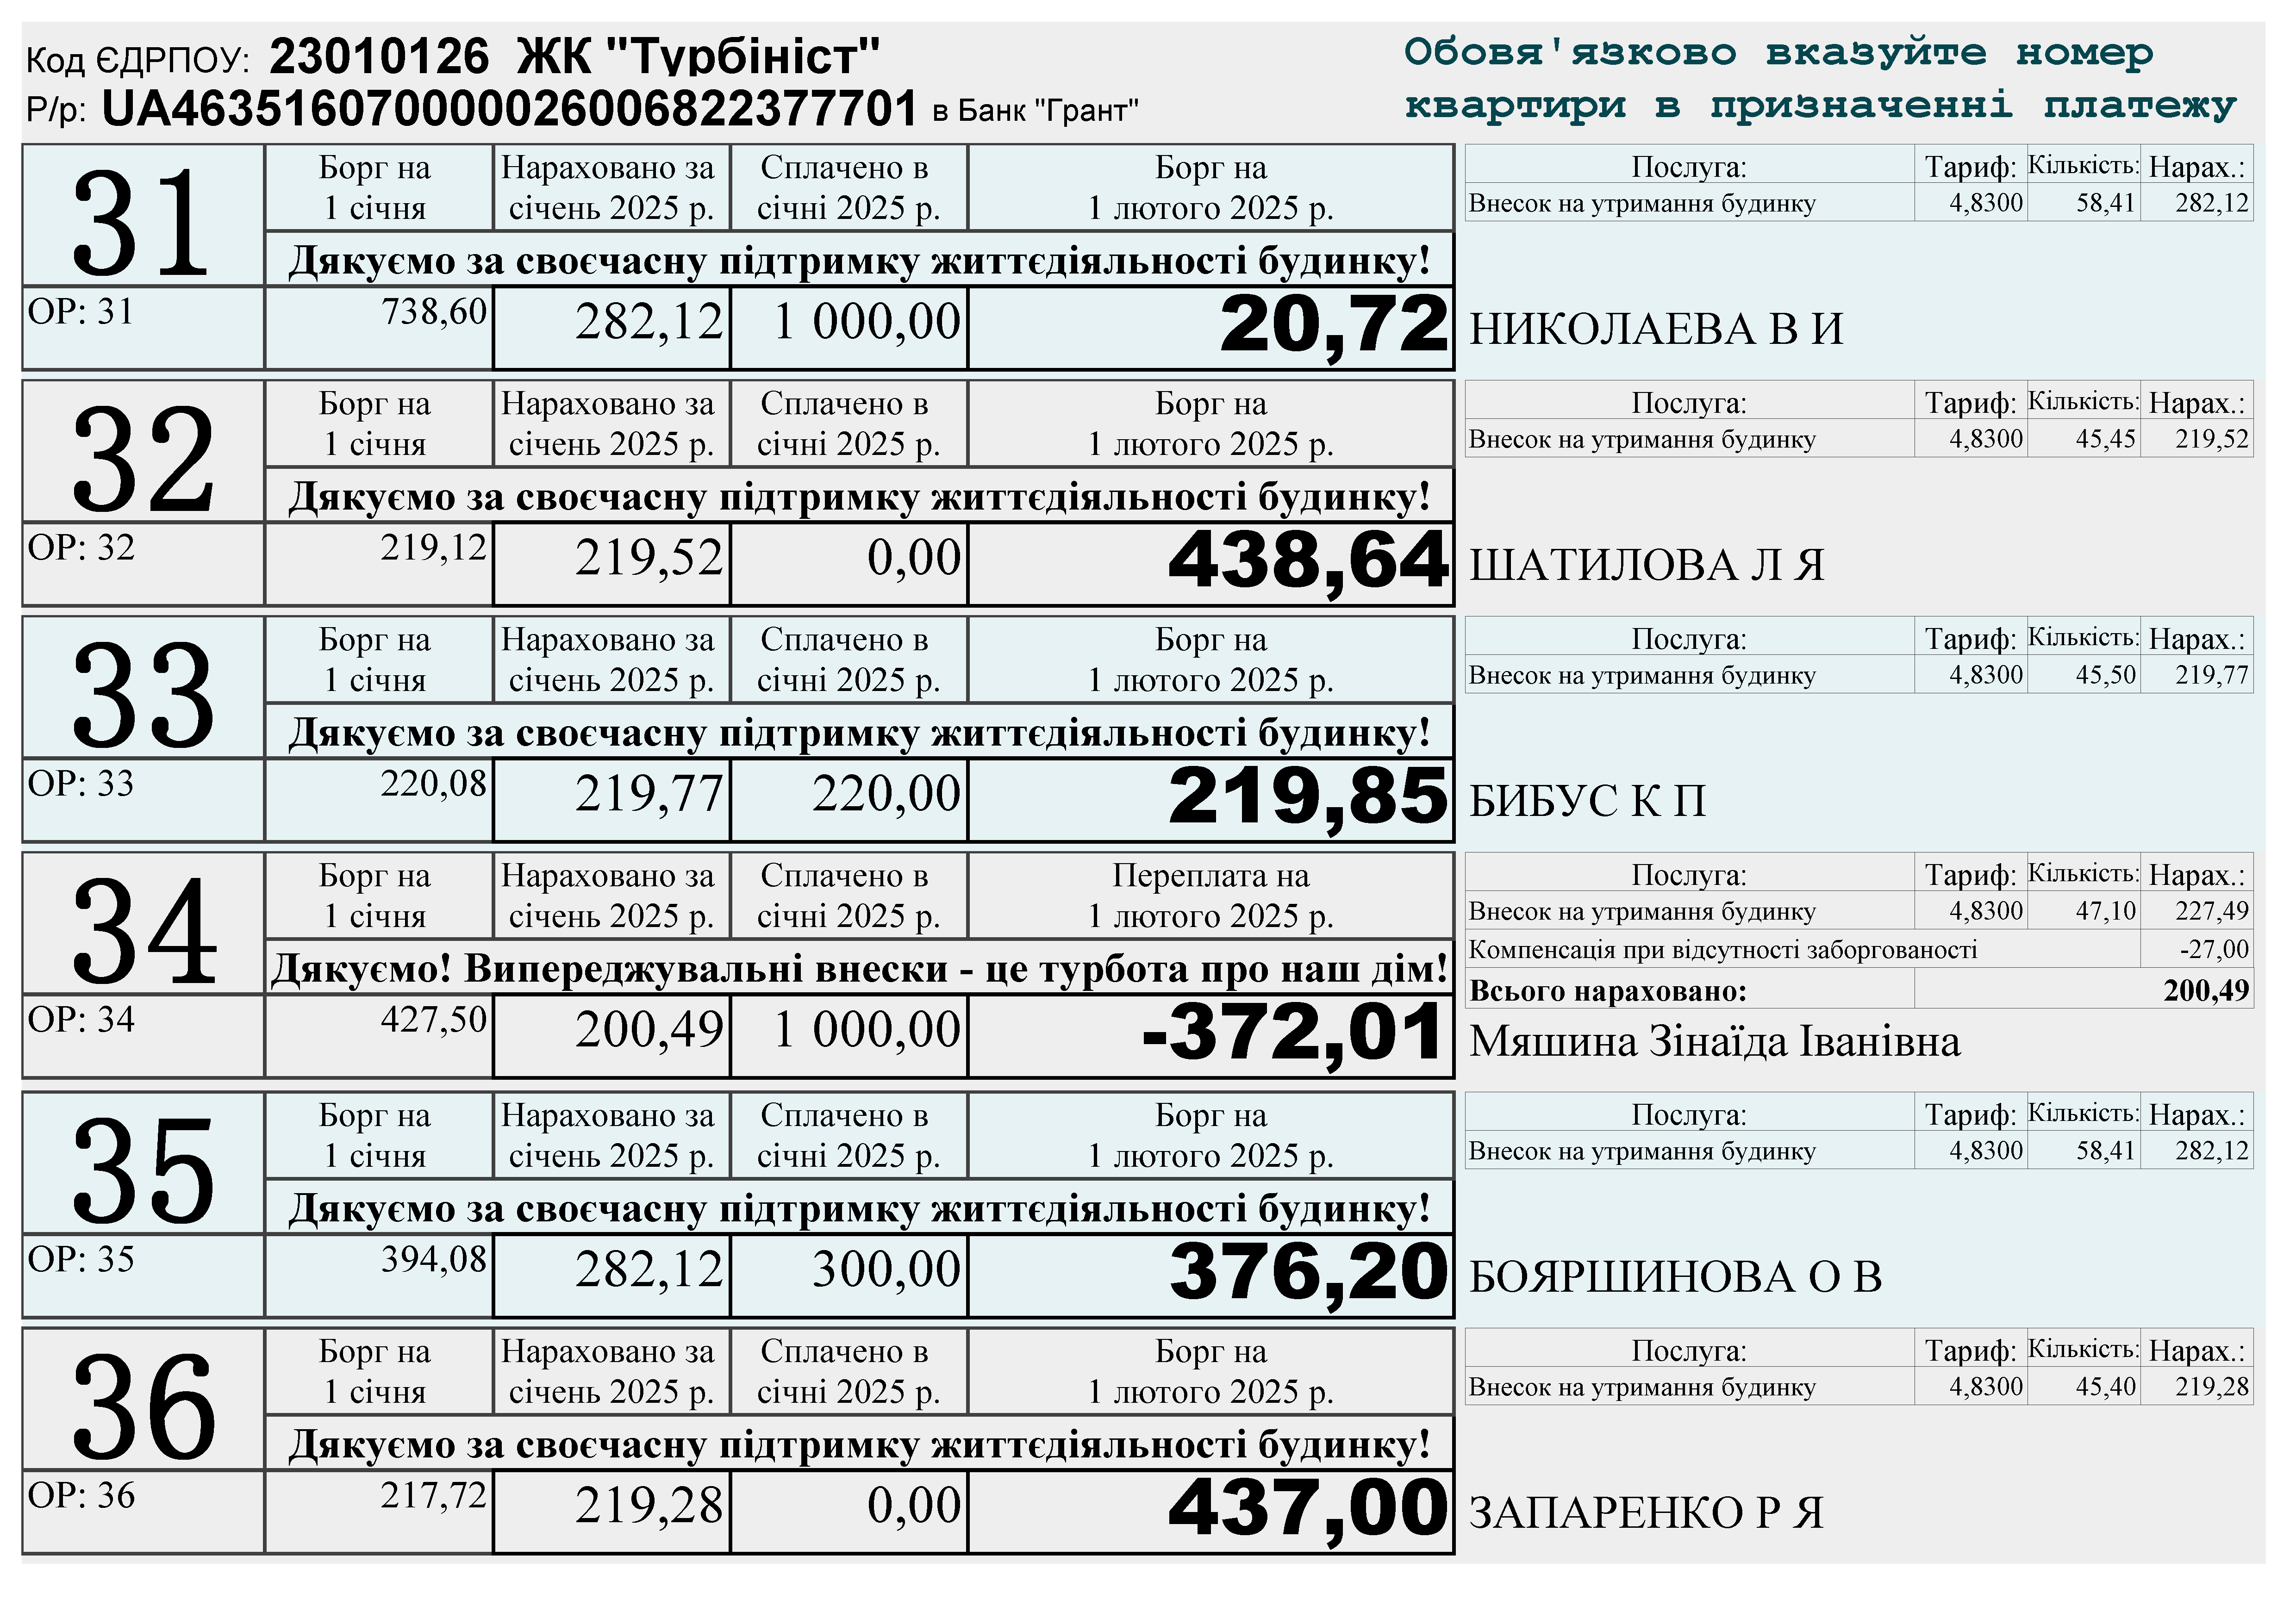 Код ЄДРПОУ: 23010126 ЖК "Турбініст"
Р/р: UA463516070000026006822377701 в Банк "Грант"
Обовя'язково вказуйте номер
квартири в призначенні платежу
31
Борг на Нараховано за Сплачено в Борг на
1 січня січень 2025 р. січні 2025 р. 1 лютого 2025 р.
Дякуємо за своєчасну підтримку життєдіяльності будинку!
ОР: 31 738,60 282,12 1 000,00 20,72
Послуга: Тариф: Кількість: Нарах.:
Внесок на утримання будинку 4,8300 58,41 282,12
НИКОЛАЕВА В И
32
Борг на Нараховано за Сплачено в Борг на
1 січня січень 2025 р. січні 2025 р. 1 лютого 2025 р.
Дякуємо за своєчасну підтримку життєдіяльності будинку!
ОР: 32 219,12 219,52 0,00 438,64
Послуга: Тариф: Кількість: Нарах.:
Внесок на утримання будинку 4,8300 45,45 219,52
ШАТИЛОВА Л Я
33
Борг на Нараховано за Сплачено в Борг на
1 січня січень 2025 р. січні 2025 р. 1 лютого 2025 р.
Дякуємо за своєчасну підтримку життєдіяльності будинку!
ОР: 33 220,08 219,77 220,00 219,85
Послуга: Тариф: Кількість: Нарах.:
Внесок на утримання будинку 4,8300 45,50 219,77
БИБУС К П
34
Борг на Нараховано за Сплачено в Переплата на
1 січня січень 2025 р. січні 2025 р. 1 лютого 2025 р.
Дякуємо! Випереджувальні внески - це турбота про наш дім!
ОР: 34 427,50 200,49 1 000,00 -372,01
Послуга: Тариф: Кількість: Нарах.:
Внесок на утримання будинку 4,8300 47,10 227,49
Компенсація при відсутності заборгованості -27,00
Всього нараховано: 200,49
Мяшина Зінаїда Іванівна
35
Борг на Нараховано за Сплачено в Борг на
1 січня січень 2025 р. січні 2025 р. 1 лютого 2025 р.
Дякуємо за своєчасну підтримку життєдіяльності будинку!
ОР: 35 394,08 282,12 300,00 376,20
Послуга: Тариф: Кількість: Нарах.:
Внесок на утримання будинку 4,8300 58,41 282,12
БОЯРШИНОВА О В
36
Борг на Нараховано за Сплачено в Борг на
1 січня січень 2025 р. січні 2025 р. 1 лютого 2025 р.
Дякуємо за своєчасну підтримку життєдіяльності будинку!
ОР: 36 217,72 219,28 0,00 437,00
Послуга: Тариф: Кількість: Нарах.:
Внесок на утримання будинку 4,8300 45,40 219,28
ЗАПАРЕНКО Р Я